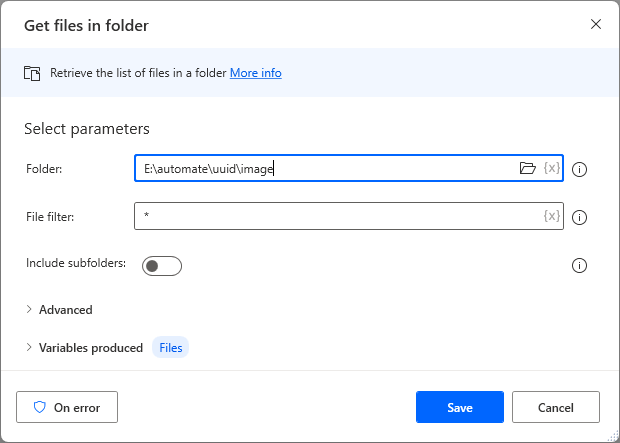 Get files in folder
Retrieve the list of files in a folder More info
Select parameters
Folder: E:\automate\uuid\image {x}
File filter: * {x}
Include subfolders:
Advanced
Variables produced Files
On error Save Cancel